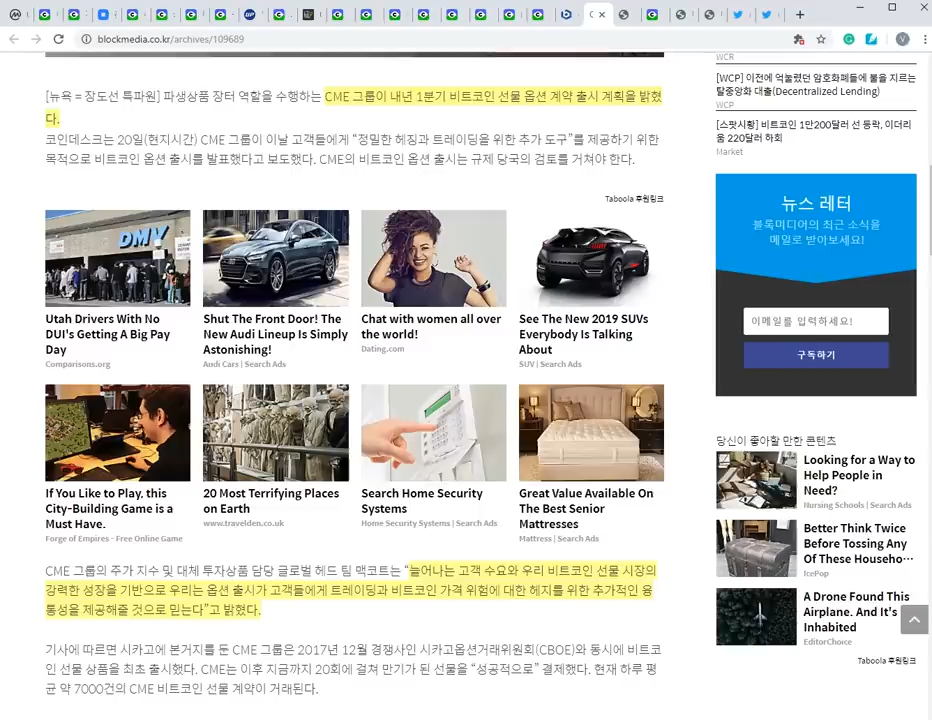 blockmedia.co.kr/archives/109689
V
[뉴욕 = 장도선 특파원] 파생상품 장터 역할을 수행하는 CME 그룹이 내년 1분기 비트코인 선물 옵션 계약 출시 계획을 밝혔
다.
코인데스크는 20일(현지시간) CME 그룹이 이날 고객들에게 “정밀한 헤징과 트레이딩을 위한 추가 도구”를 제공하기 위한
목적으로 비트코인 옵션 출시를 발표했다고 보도했다. CME의 비트코인 옵션 출시는 규제 당국의 검토를 거쳐야 한다.
Taboola 후원링크
DMV
Utah Drivers With No
DUI's Getting A Big Pay
Day
Comparisons.org
Shut The Front Door! The
New Audi Lineup Is Simply
Astonishing!
Audi Cars | Search Ads
Chat with women all over
the world!
Dating.com
See The New 2019 SUVs
Everybody Is Talking
About
SUV | Search Ads
If You Like to Play, this
City-Building Game is a
Must Have.
Forge of Empires - Free Online Game
20 Most Terrifying Places
on Earth
www.travelden.co.uk
Search Home Security
Systems
Home Security Systems | Search Ads
Great Value Available On
The Best Senior
Mattresses
Mattress | Search Ads
CME 그룹의 주가 지수 및 대체 투자상품 담당 글로벌 헤드 팀 맥코트는 “늘어나는 고객 수요와 우리 비트코인 선물 시장의
강력한 성장을 기반으로 우리는 옵션 출시가 고객들에게 트레이딩과 비트코인 가격 위험에 대한 헤지를 위한 추가적인 융
통성을 제공해줄 것으로 믿는다”고 밝혔다.
기사에 따르면 시카고에 본거지를 둔 CME 그룹은 2017년 12월 경쟁사인 시카고옵션거래위원회(CBOE)와 동시에 비트코
인 선물 상품을 최초 출시했다. CME는 이후 지금까지 20회에 걸쳐 만기가 된 선물을 “성공적으로” 결제했다. 현재 하루 평
균 약 7000건의 CME 비트코인 선물 계약이 거래된다.
WCR
[WCP] 이전에 억눌렸던 암호화폐들에 불을 지르는
탈중앙화 대출(Decentralized Lending)
WCP
[스팟시황] 비트코인 1만200달러 선 등락, 이더리
움 220달러 하회
Market
뉴스 레터
블록미디어의 최근 소식을
메일로 받아보세요!
이메일를 입력하세요!
구독하기
당신이 좋아할 만한 콘텐츠
Looking for a Way to
Help People in
Need?
Nursing Schools | Search Ads
Better Think Twice
Before Tossing Any
Of These Househo...
IcePop
A Drone Found This
Airplane. And It's
Inhabited
EditorChoice
Taboola 후원링크